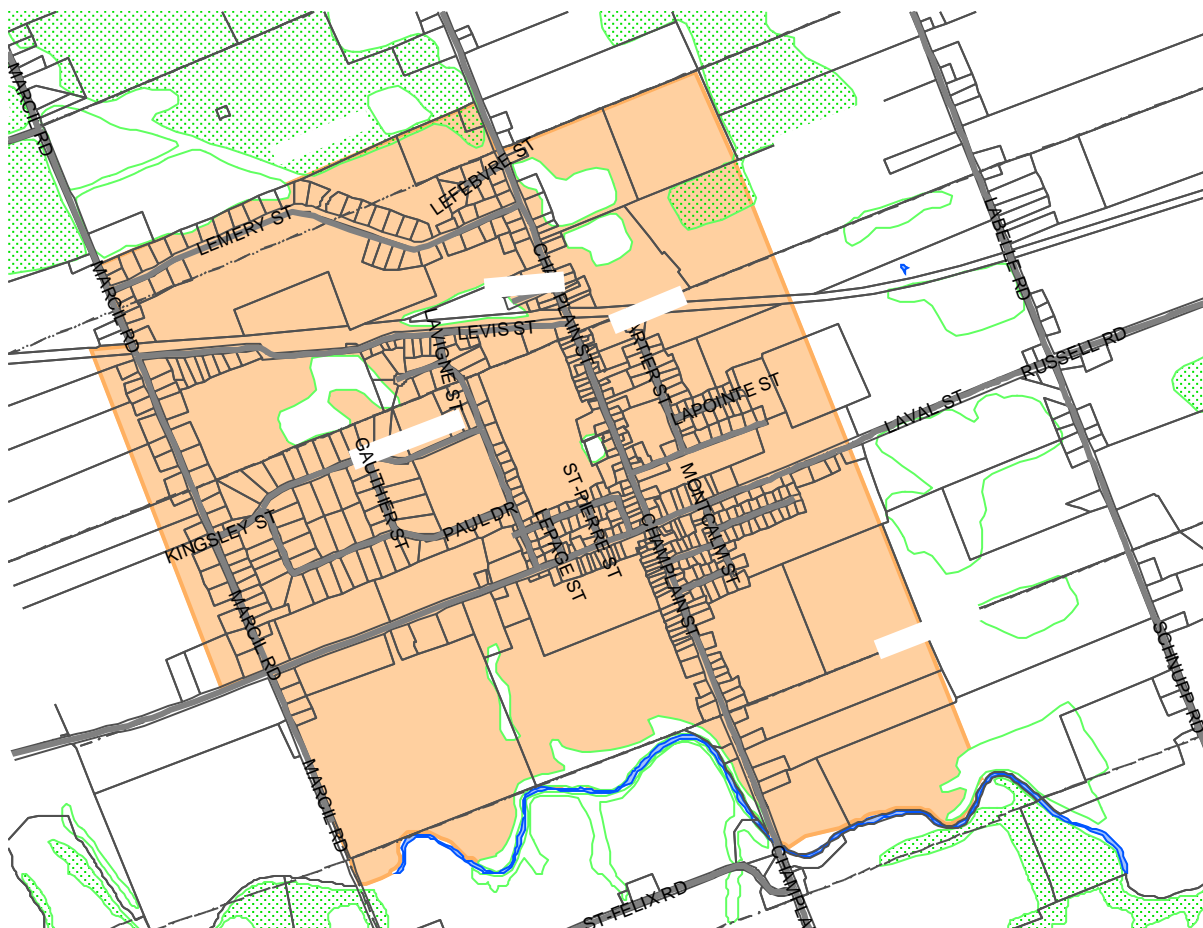 MARCIL RD
LEFEBVRE ST
LEMERY ST
LABELLE RD
MARCIL RD
CHAMPLAIN ST
LEVIS ST
LAVIGNE ST
RUSSELL RD
LAPOINTE ST
LAVAL ST
GAUTHIER ST
ST-PIERRE ST
MONTCALM ST
KINGSLEY ST
PAUL DR
LEPAGE ST
CHAMPLAIN ST
MARCIL RD
SCHNUPP RD
MARCIL RD
ST-FELIX RD
CHAMPLA